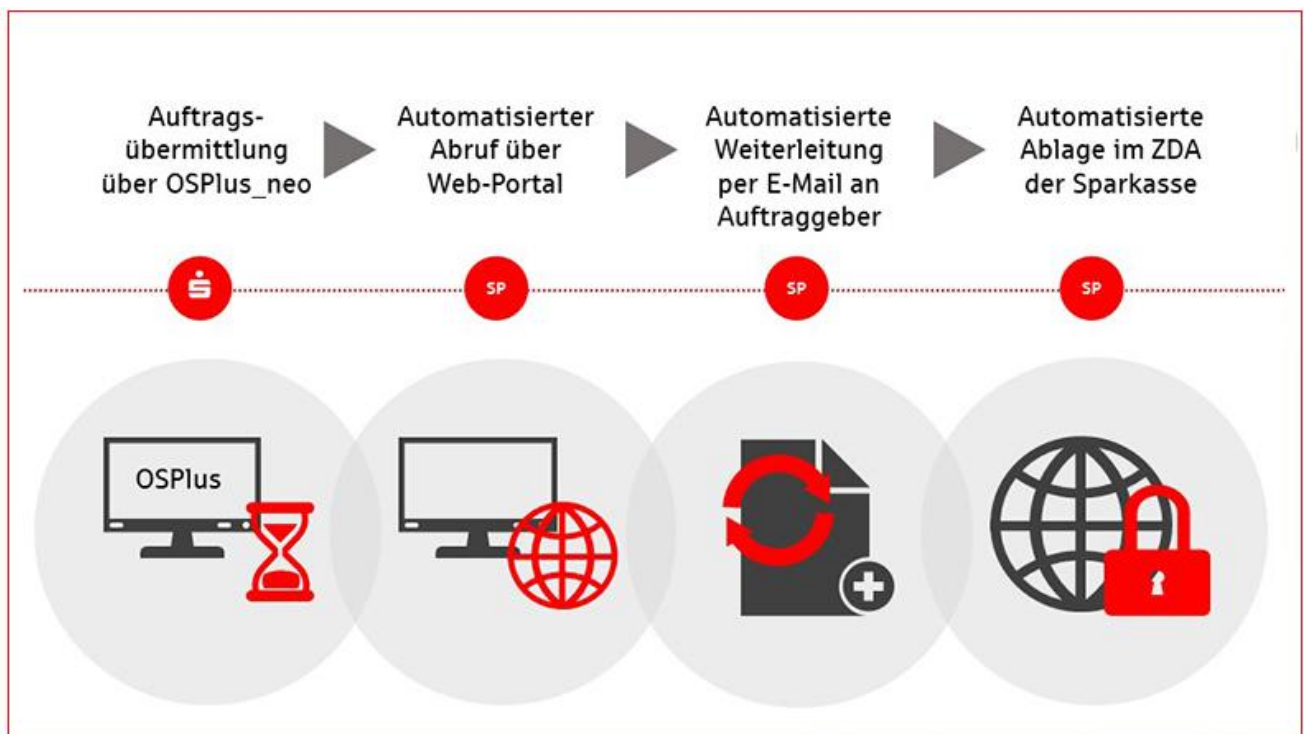 Auftrags-
übermittlung
über OSPlus_neo
Automatisierter
Abruf über
Web-Portal
Automatisierte
Weiterleitung
per E-Mail an
Auftraggeber
Automatisierte
Ablage im ZDA
der Sparkasse
SP
SP
SP
OSPlus